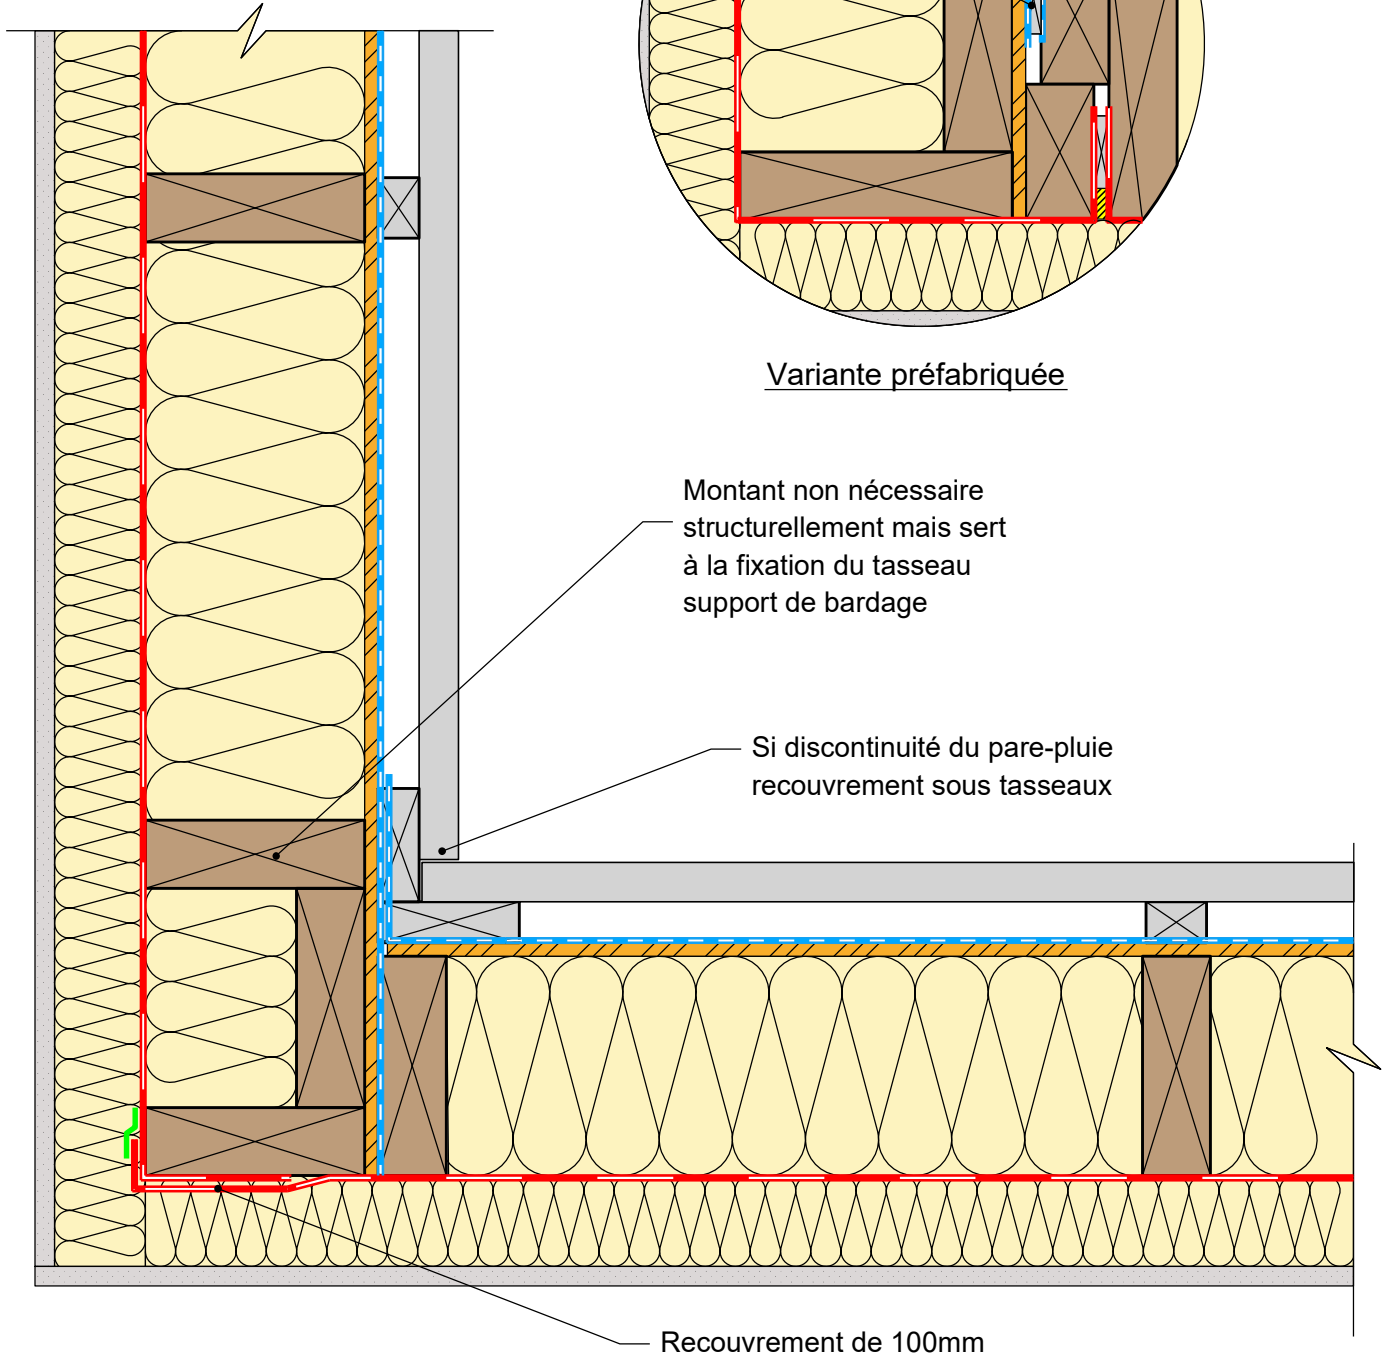 Variante préfabriquée
Montant non nécessaire
structurellement mais sert
à la fixation du tasseau
support de bardage
Si discontinuité du pare-pluie
recouvrement sous tasseaux
Recouvrement de 100mm